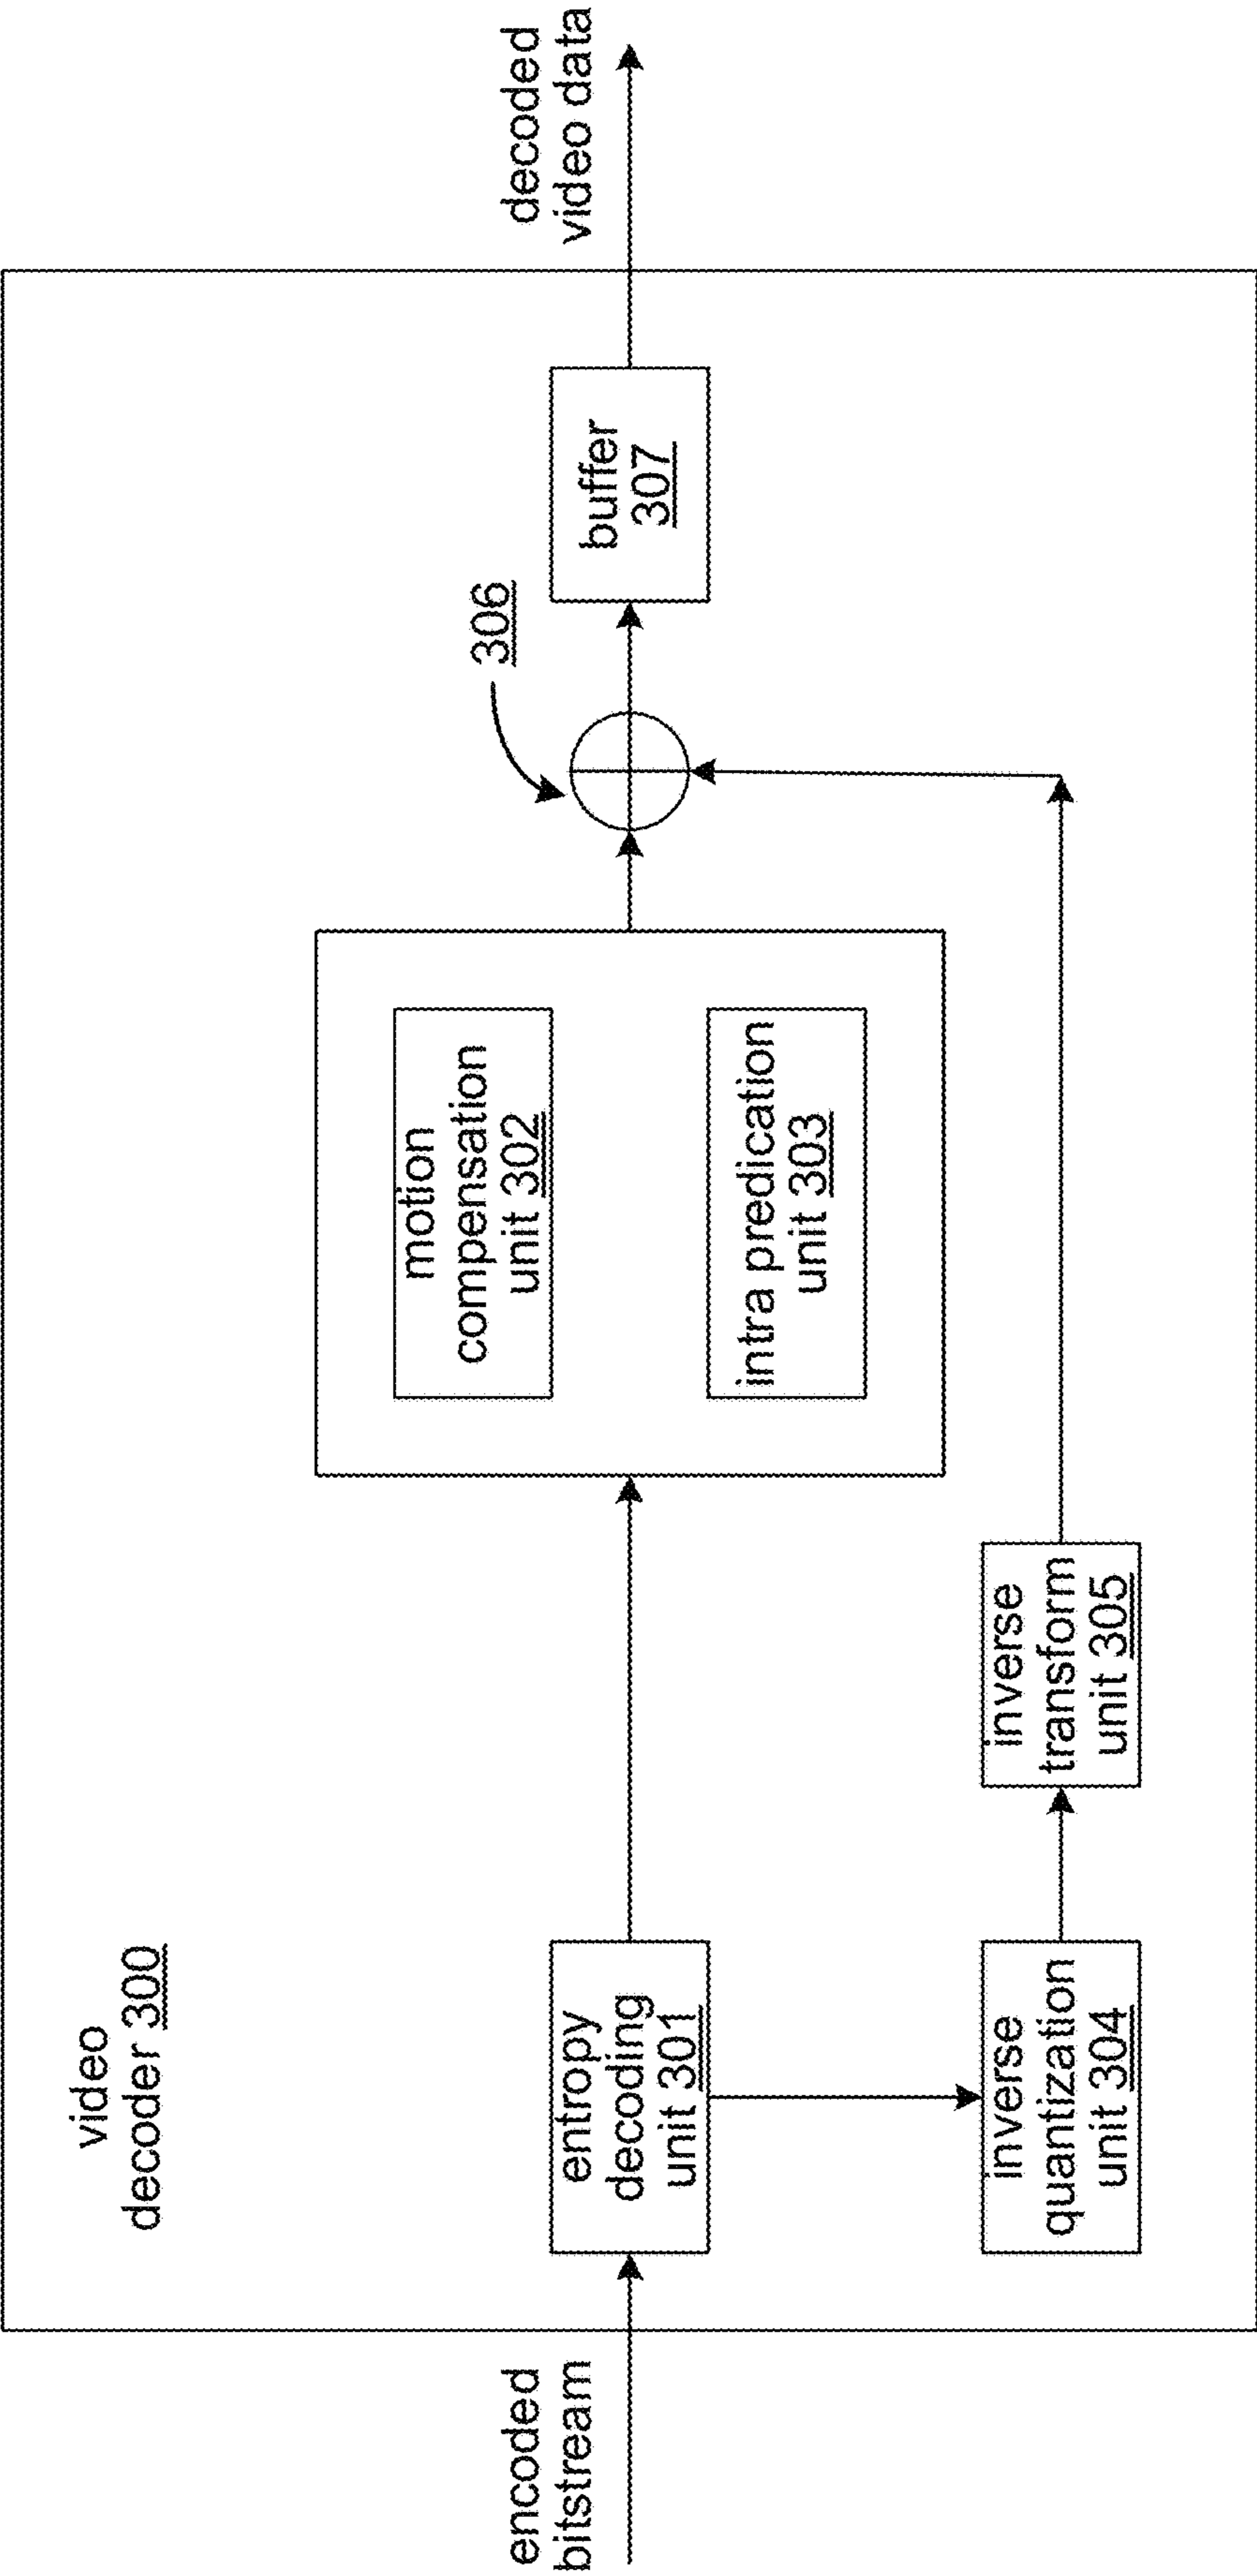 video
decoder 300
encoded
bitstream
entropy
decoding
unit 301
inverse
quantization
unit 304
inverse
transform
unit 305
motion
compensation
unit 302
intra predication
unit 303
306
buffer
307
decoded
video data